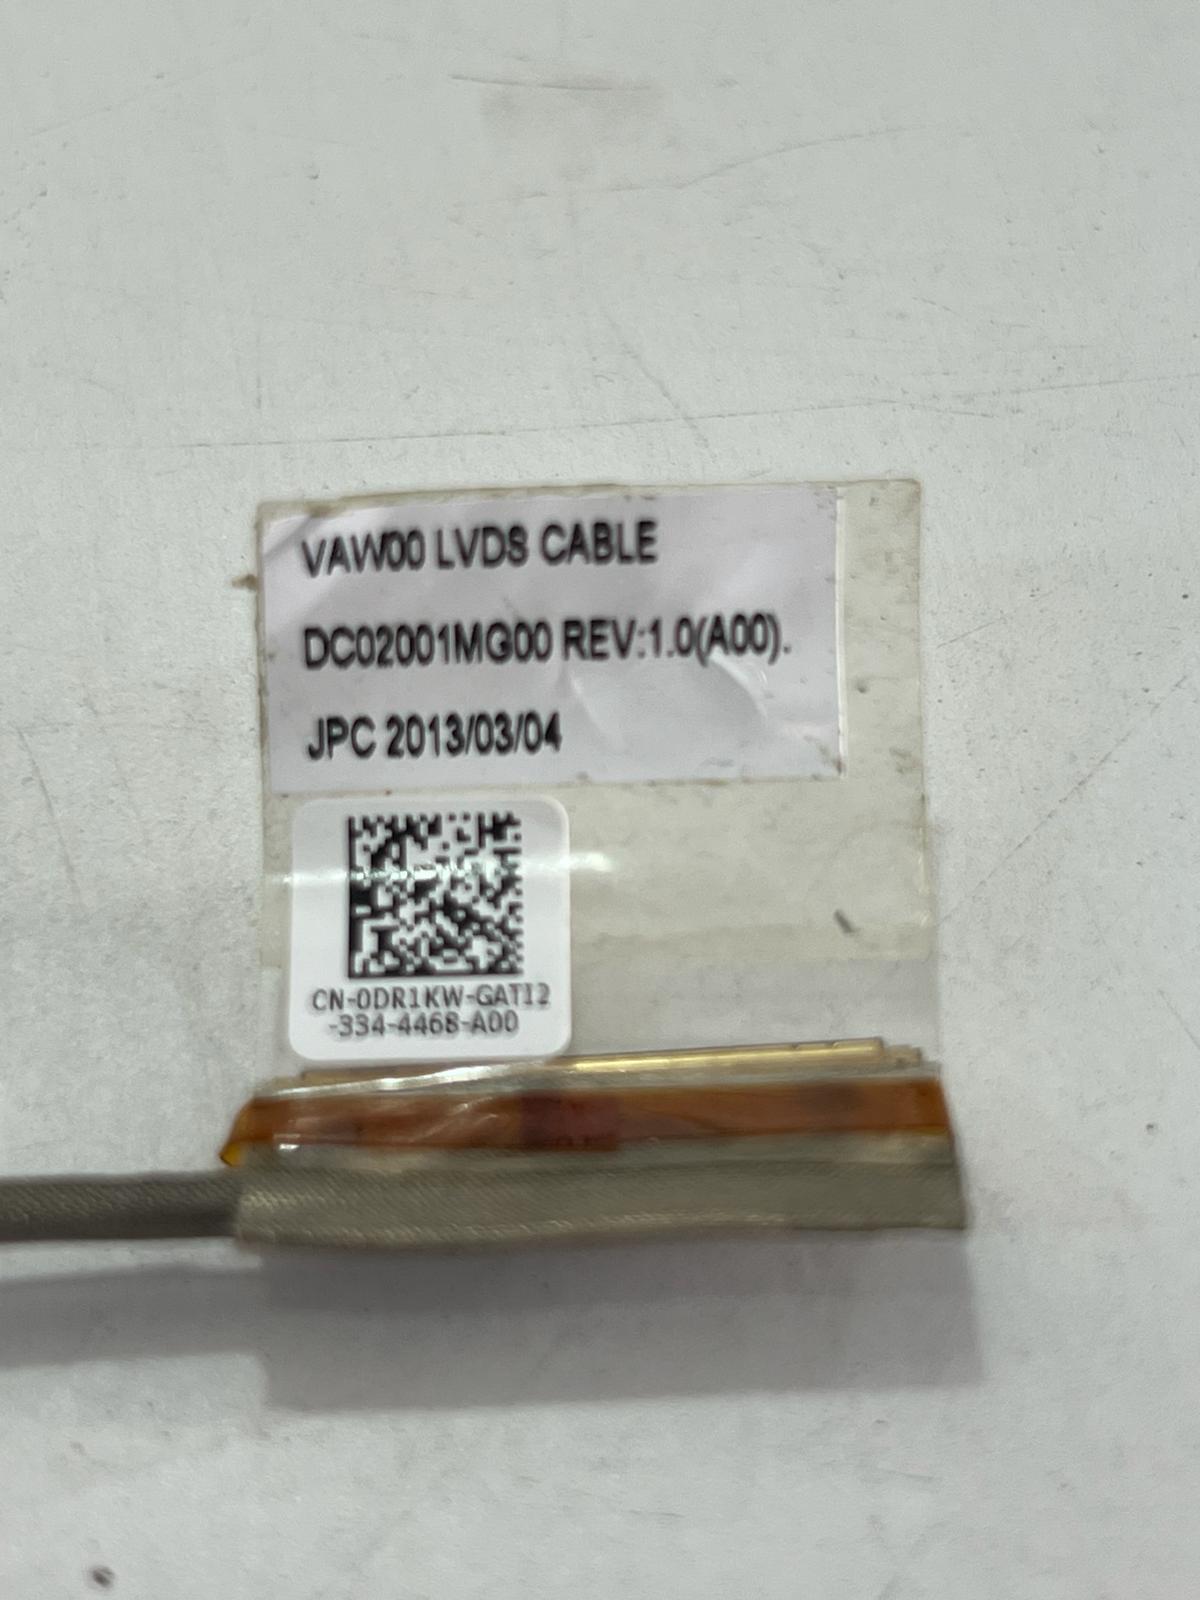 VAW00 LVDS CABLE
DC02001MG00 REV:1.0(A00).
JPC 2013/03/04
CN-0DR1KW-GATI2
-334-4468-A00